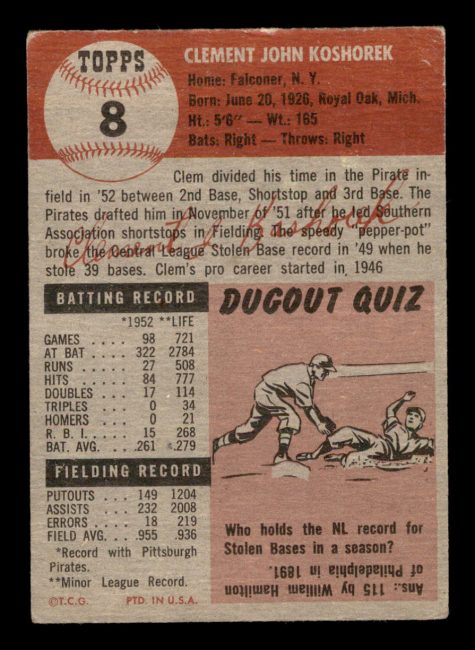 TOPPS
8
CLEMENT JOHN KOSHOREK
Home: Falconer, N. Y.
Born: June 20, 1926, Royal Oak, Mich.
Ht.: 5'6" — Wt.: 165
Bats: Right — Throws: Right
Clem divided his time in the Pirate in-
field in '52 between 2nd Base, Shortstop and 3rd Base. The
Pirates drafted him in November of '51 after he led Southern
Association shortstops in Fielding. The speedy "pepper-pot"
broke the Central League Stolen Base record in '49 when he
stole 39 bases. Clem's pro career started in 1946
Clement J. Koshorek
BATTING RECORD
*1952 **LIFE
GAMES . . . . 98 721
AT BAT . . . . 322 2784
RUNS . . . . . 27 508
HITS . . . . . 84 777
DOUBLES . . 17 114
TRIPLES . . . 0 34
HOMERS . . . 0 21
R. B. I. . . . . 15 268
BAT. AVG. . . .261 .279
FIELDING RECORD
PUTOUTS . . . 149 1204
ASSISTS . . . 232 2008
ERRORS . . . . 18 219
FIELD AVG. . . .955 .936
*Record with Pittsburgh
Pirates.
**Minor League Record.
©T.C.G. PTD. IN U.S.A.
DUGOUT QUIZ
Who holds the NL record for
Stolen Bases in a season?
Ans.: 115 by William Hamilton
of Philadelphia in 1891.